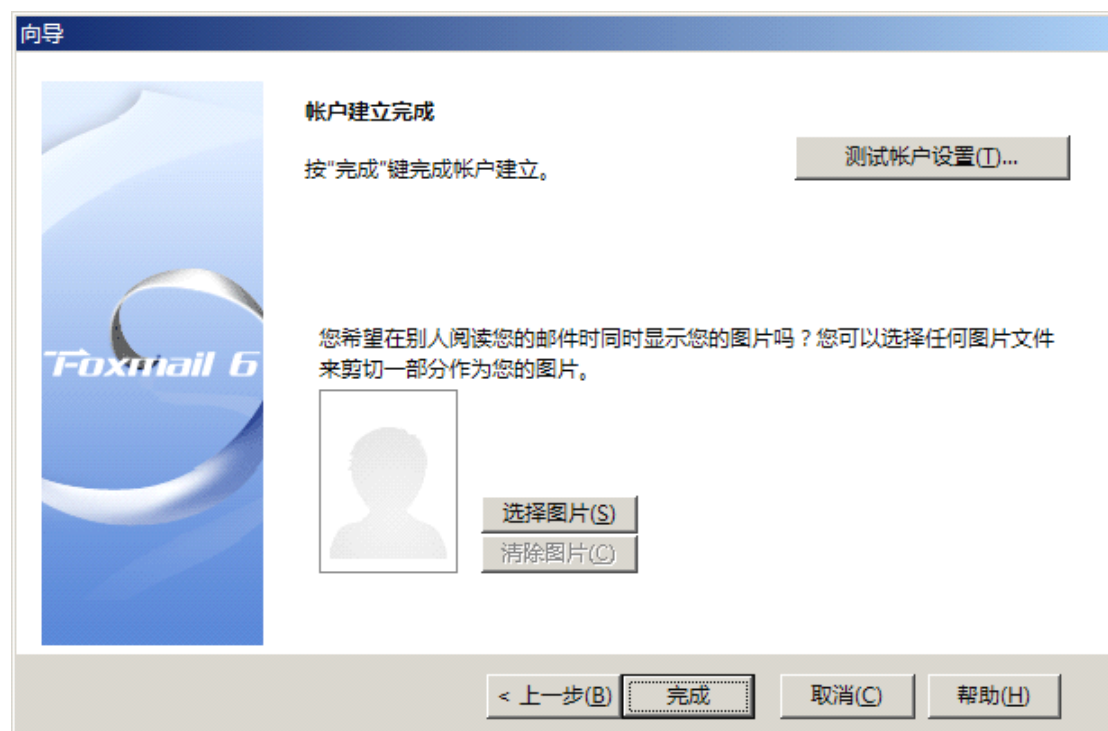 向导
帐户建立完成
按"完成"键完成帐户建立。
测试帐户设置(T)...
您希望在别人阅读您的邮件时同时显示您的图片吗？您可以选择任何图片文件
来剪切一部分作为您的图片。
Foxmail 6
选择图片(S)
清除图片(C)
< 上一步(B)
完成
取消(C)
帮助(H)